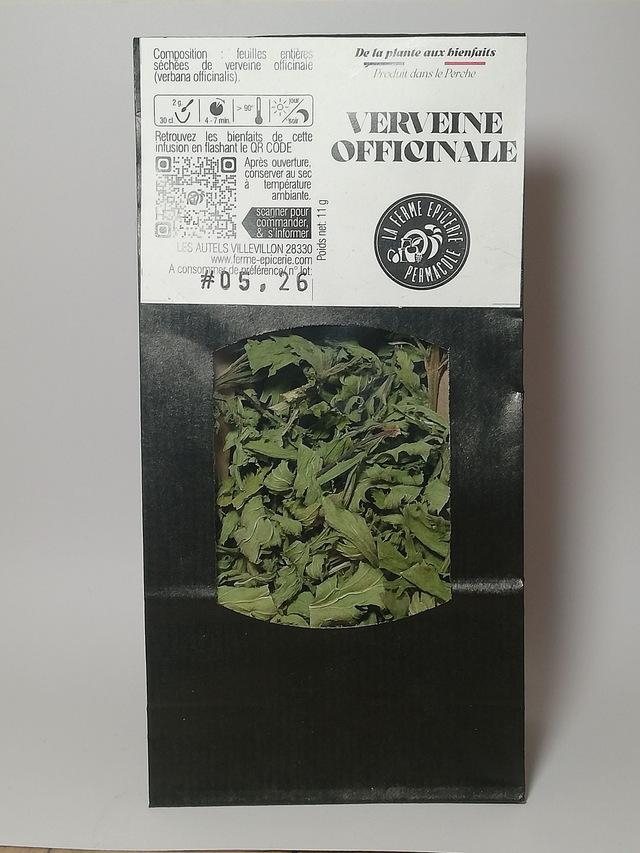 Composition : feuilles entières
séchées de verveine officinale
(verbana officinalis).
2 g.
30 cl.
4 - 7 min.
> 90°
jour
soir
Retrouvez les bienfaits de cette
infusion en flashant le QR CODE
Après ouverture,
conserver au sec
à température
ambiante.
scanner pour
commander,
& s'informer
LES AUTELS VILLEVILLON 28330
www.ferme-epicerie.com
A consommer de préférence/ n° lot:
#05.26
Poids net: 11 g
De la plante aux bienfaits
Produit dans le Perche
VERVEINE
OFFICINALE
LA FERME EPICERIE
PERMACOLE